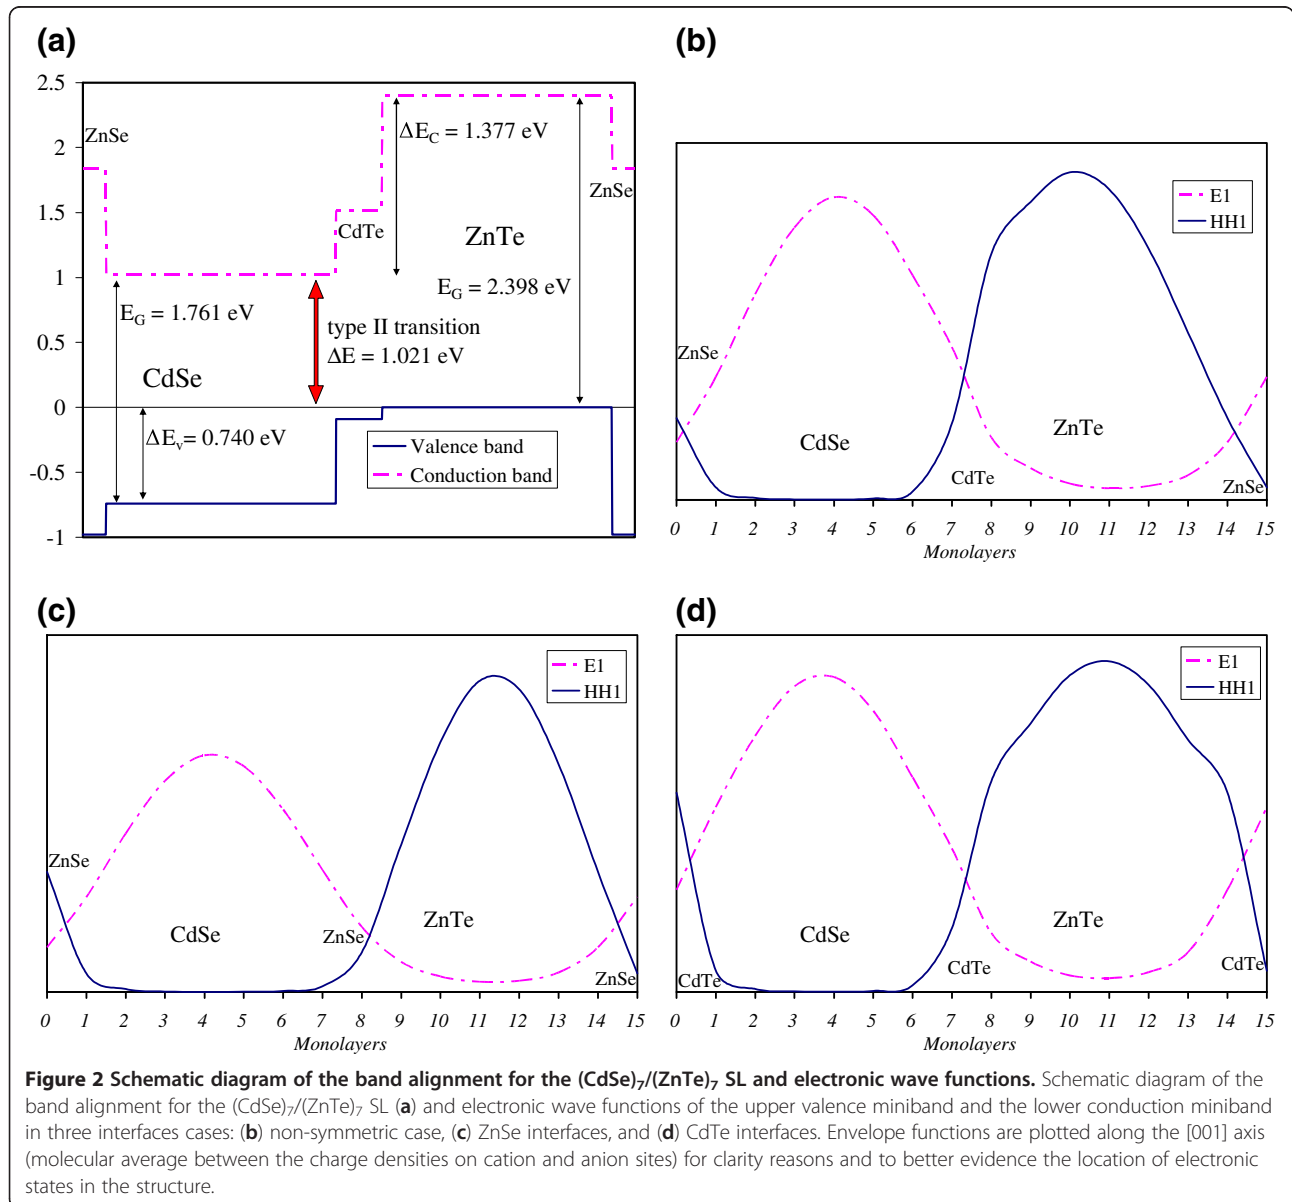 (a)
2.5
2
1.5
1
0.5
0
-0.5
-1
ZnSe
ΔE_C = 1.377 eV
ZnSe
CdTe
ZnTe
E_G = 1.761 eV
E_G = 2.398 eV
type II transition
ΔE = 1.021 eV
CdSe
ΔE_v= 0.740 eV
Valence band
Conduction band
(b)
E1
HH1
ZnSe
CdSe
ZnTe
CdTe
ZnSe
0 1 2 3 4 5 6 7 8 9 10 11 12 13 14 15
Monolayers
(c)
E1
HH1
ZnSe
CdSe
ZnSe
ZnTe
ZnSe
0 1 2 3 4 5 6 7 8 9 10 11 12 13 14 15
Monolayers
(d)
E1
HH1
CdTe
CdSe
CdTe
ZnTe
CdTe
0 1 2 3 4 5 6 7 8 9 10 11 12 13 14 15
Monolayers
Figure 2 Schematic diagram of the band alignment for the (CdSe)₇/(ZnTe)₇ SL and electronic wave functions. Schematic diagram of the
band alignment for the (CdSe)₇/(ZnTe)₇ SL (a) and electronic wave functions of the upper valence miniband and the lower conduction miniband
in three interfaces cases: (b) non-symmetric case, (c) ZnSe interfaces, and (d) CdTe interfaces. Envelope functions are plotted along the [001] axis
(molecular average between the charge densities on cation and anion sites) for clarity reasons and to better evidence the location of electronic
states in the structure.